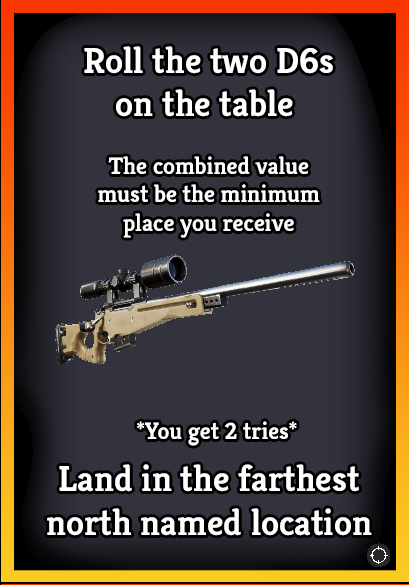 Roll the two D6s
on the table
The combined value
must be the minimum
place you receive
*You get 2 tries*
Land in the farthest
north named location